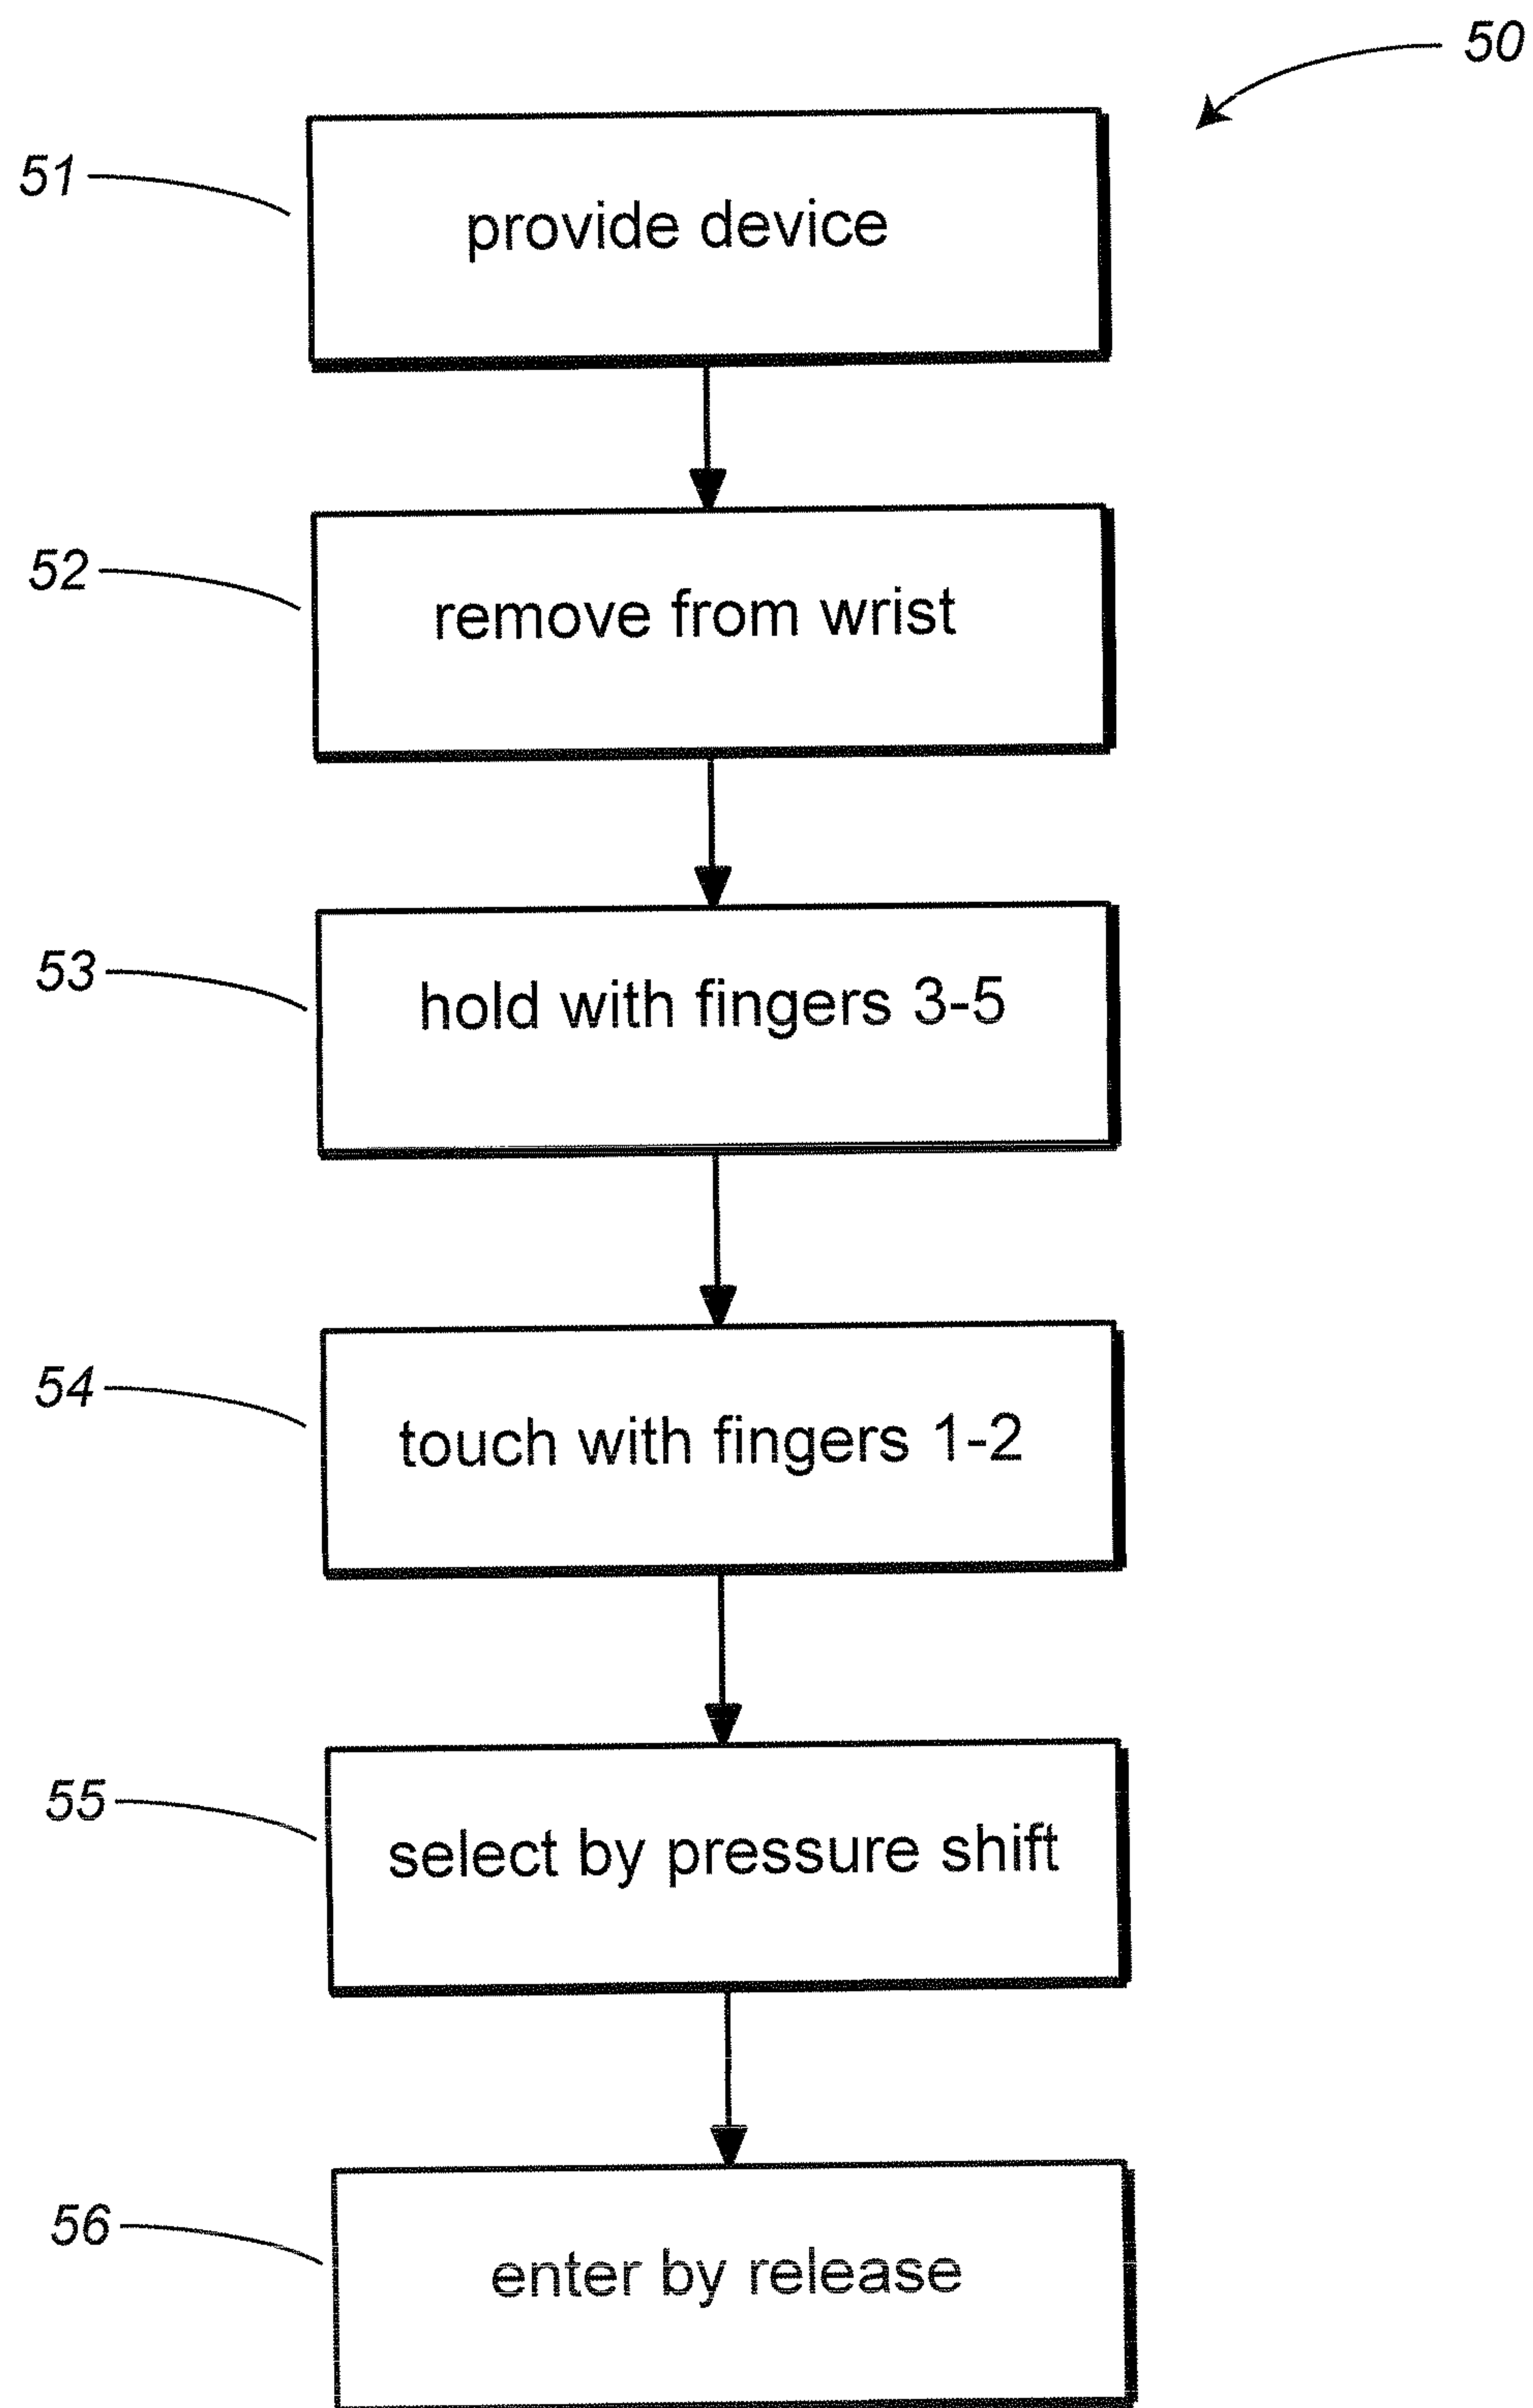 50
51
provide device
52
remove from wrist
53
hold with fingers 3-5
54
touch with fingers 1-2
55
select by pressure shift
56
enter by release